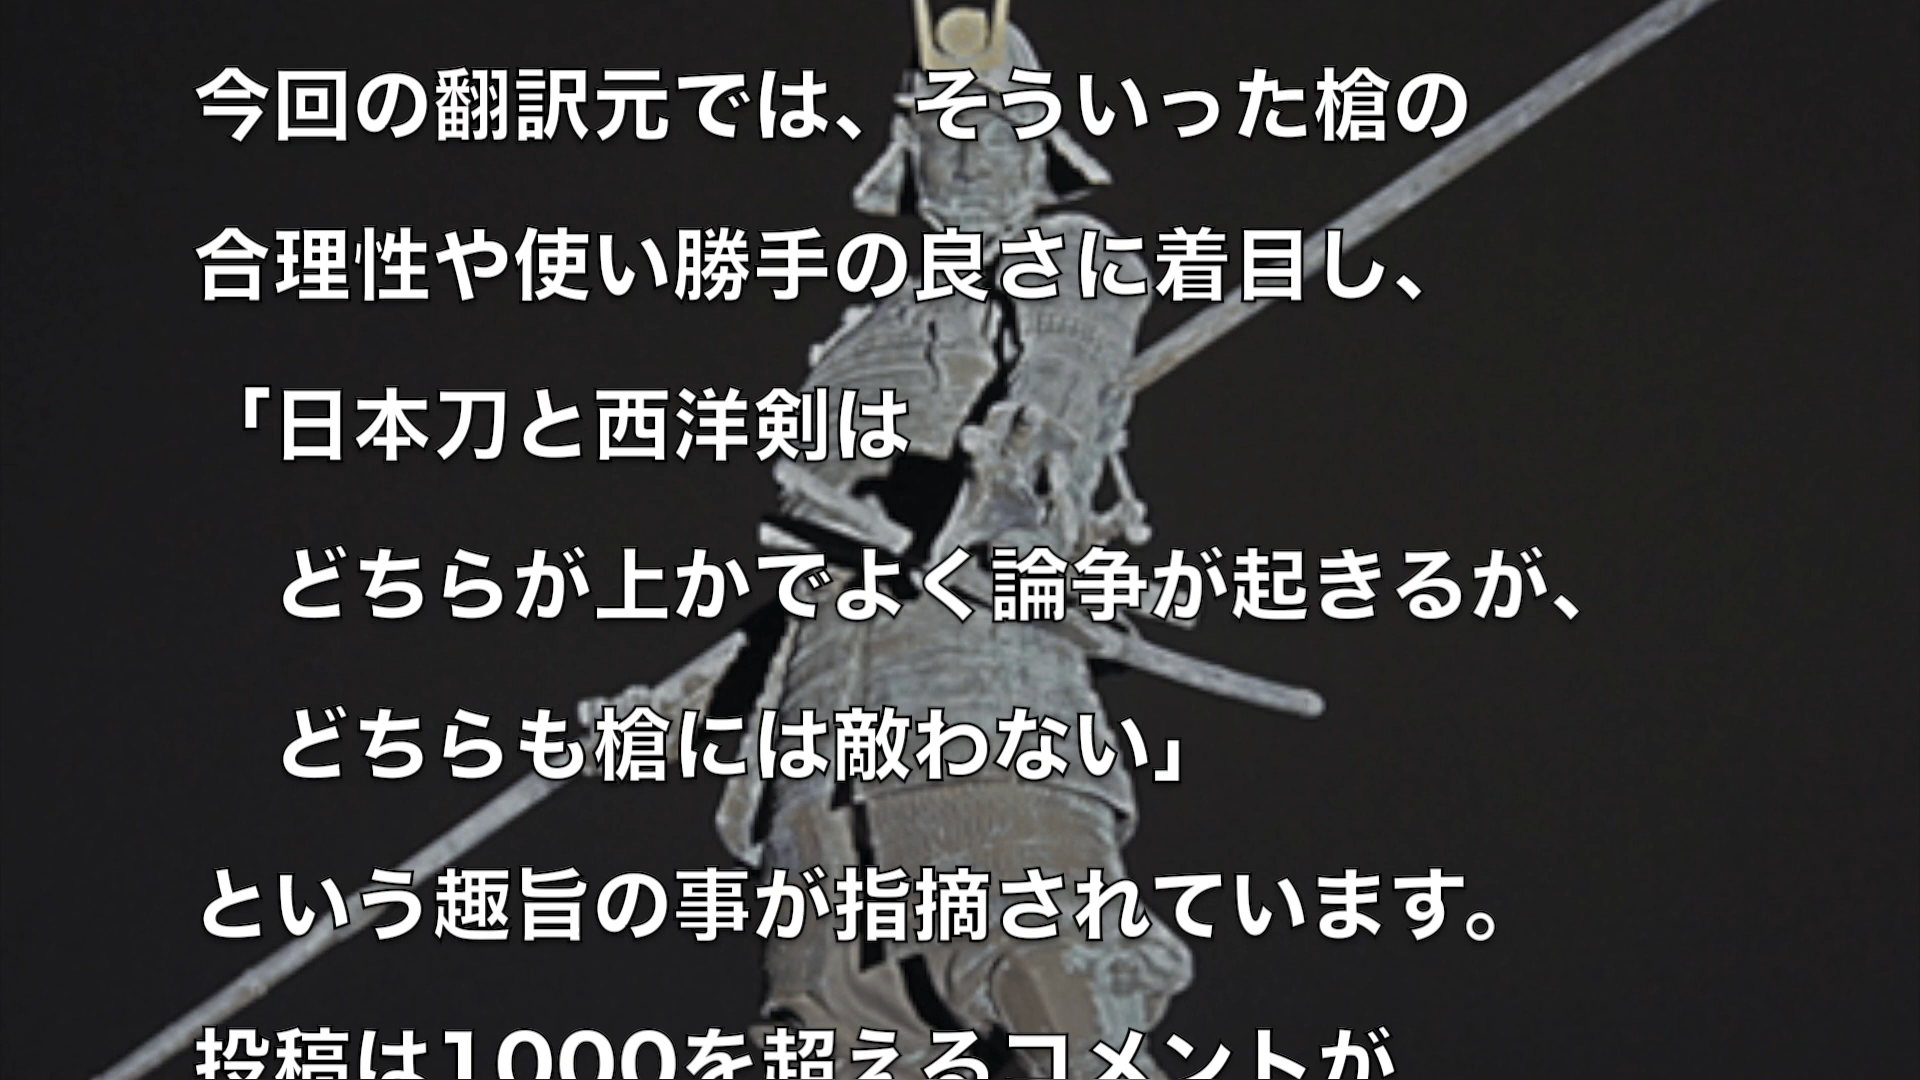 今回の翻訳元では、そういった槍の
合理性や使い勝手の良さに着目し、
「日本刀と西洋剣は
どちらが上かでよく論争が起きるが、
どちらも槍には敵わない」
という趣旨の事が指摘されています。
投稿は1000を超えるコメントが